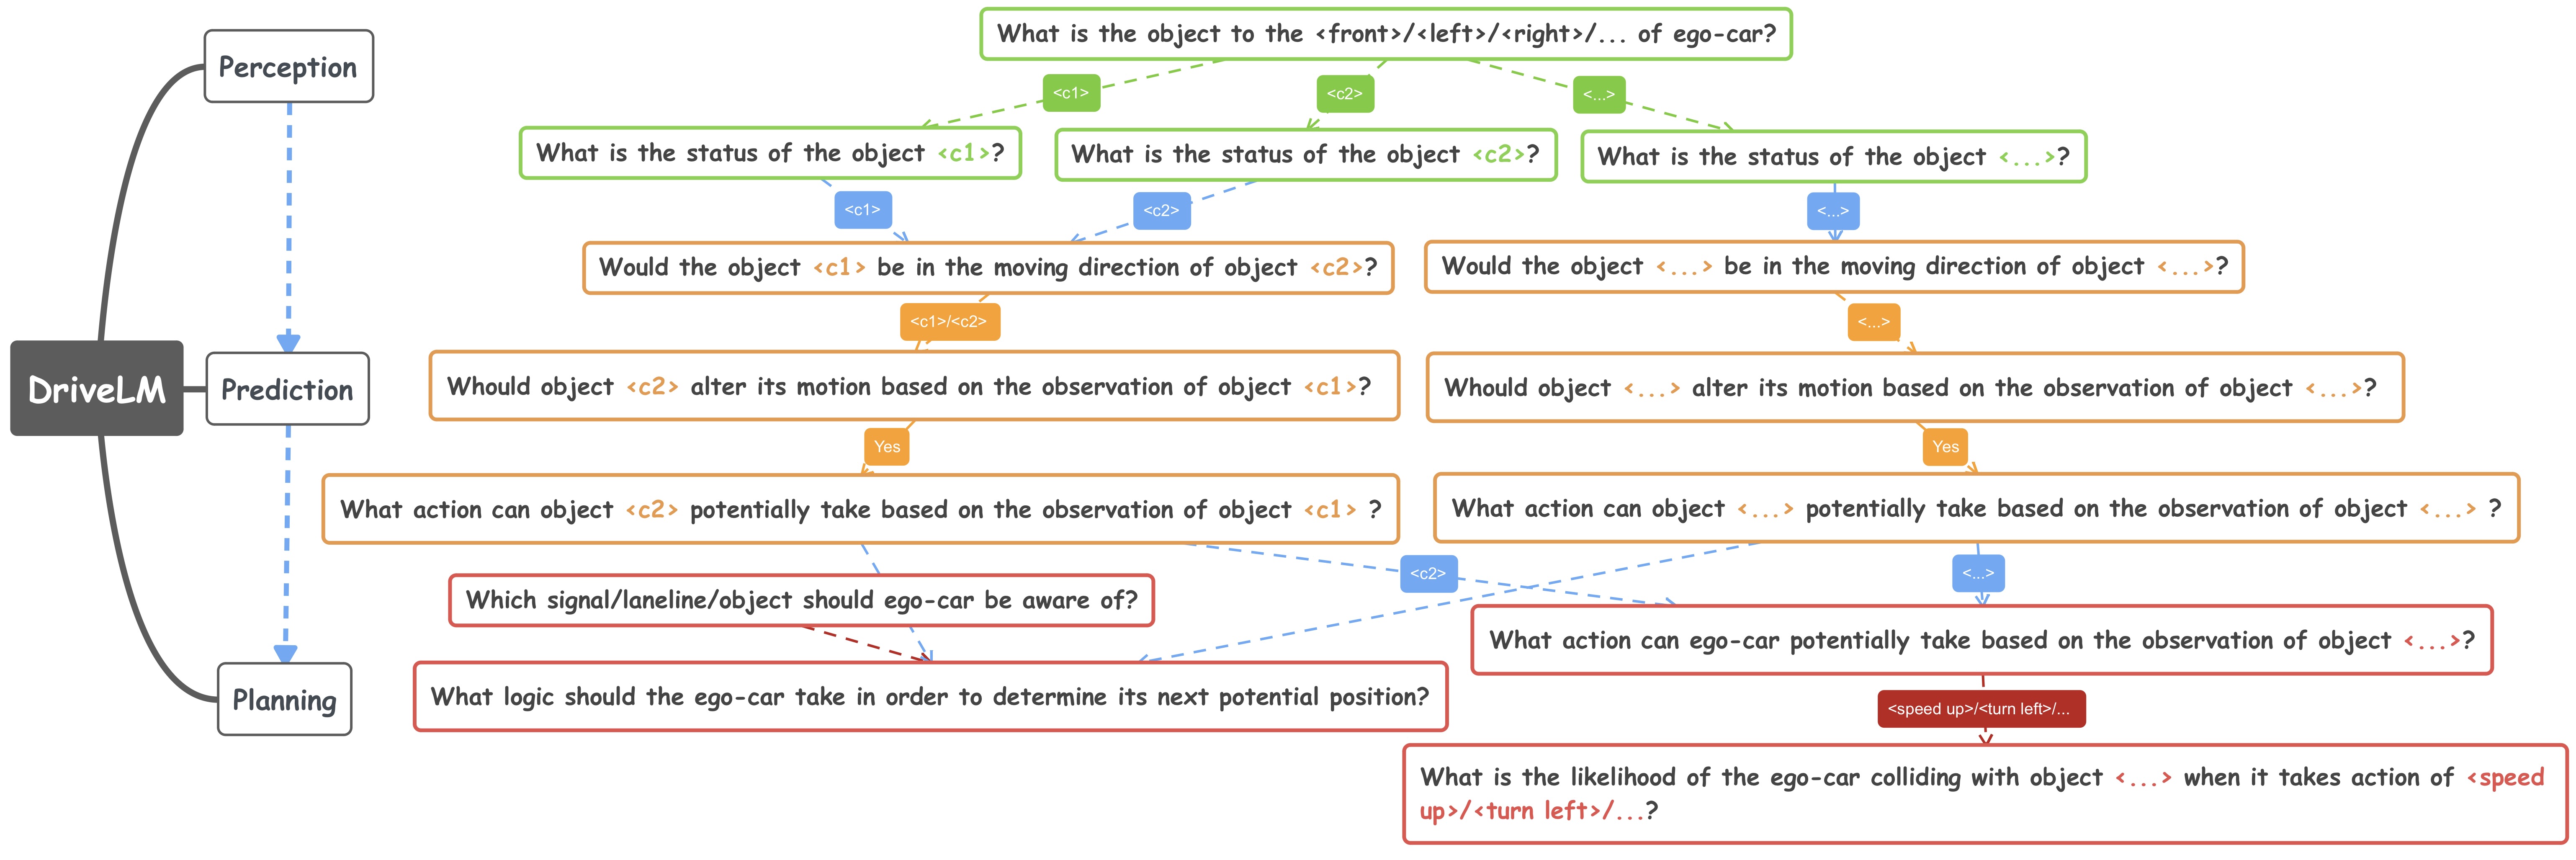 What is the object to the <front>/<left>/<right>/... of ego-car?
Perception
<c1>
<c2>
<...>
What is the status of the object <c1>?
What is the status of the object <c2>?
What is the status of the object <...>?
<c1>
<c2>
<...>
Would the object <c1> be in the moving direction of object <c2>?
Would the object <...> be in the moving direction of object <...>?
<c1>/<c2>
<...>
DriveLM
Prediction
Whould object <c2> alter its motion based on the observation of object <c1>?
Whould object <...> alter its motion based on the observation of object <...>?
Yes
Yes
What action can object <c2> potentially take based on the observation of object <c1> ?
What action can object <...> potentially take based on the observation of object <...> ?
<c2>
<...>
Which signal/laneline/object should ego-car be aware of?
What action can ego-car potentially take based on the observation of object <...>?
Planning
What logic should the ego-car take in order to determine its next potential position?
<speed up>/<turn left>/...
What is the likelihood of the ego-car colliding with object <...> when it takes action of <speed
up>/<turn left>/...?